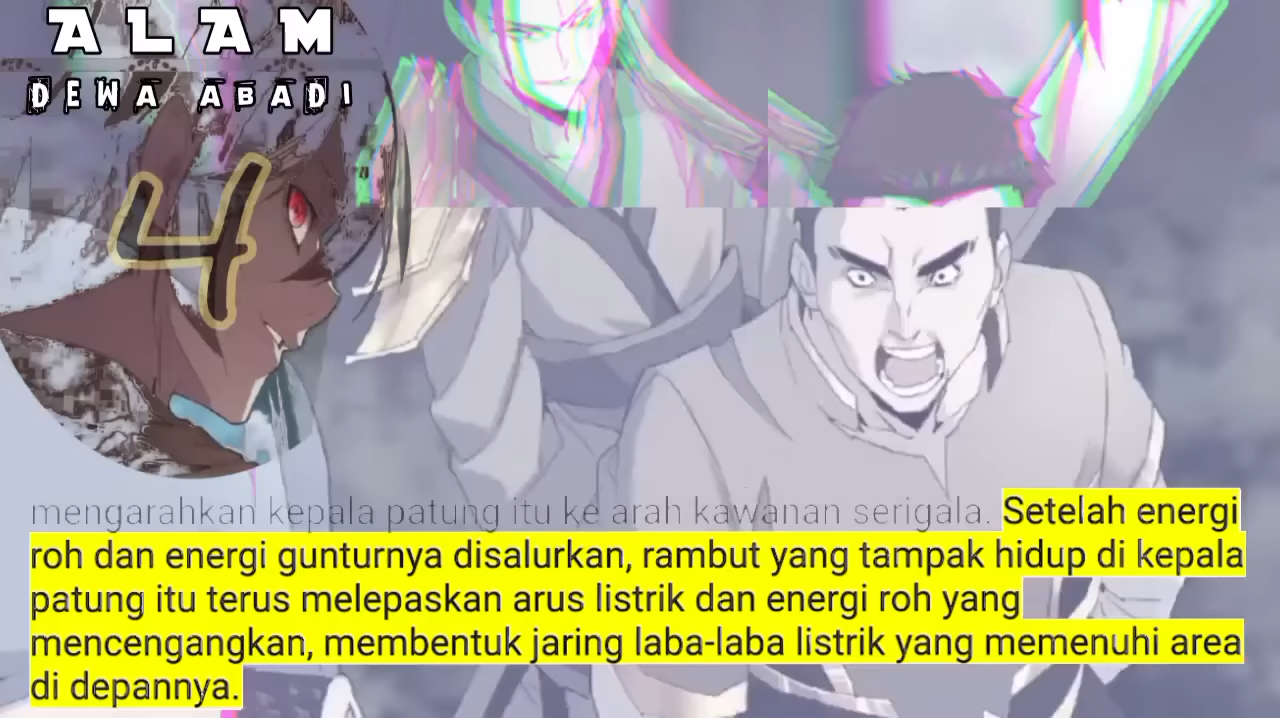 ALAM
DEWA ABADI
4
mengarahkan kepala patung itu ke arah kawanan serigala. Setelah energi
roh dan energi gunturnya disalurkan, rambut yang tampak hidup di kepala
patung itu terus melepaskan arus listrik dan energi roh yang
mencengangkan, membentuk jaring laba-laba listrik yang memenuhi area
di depannya.